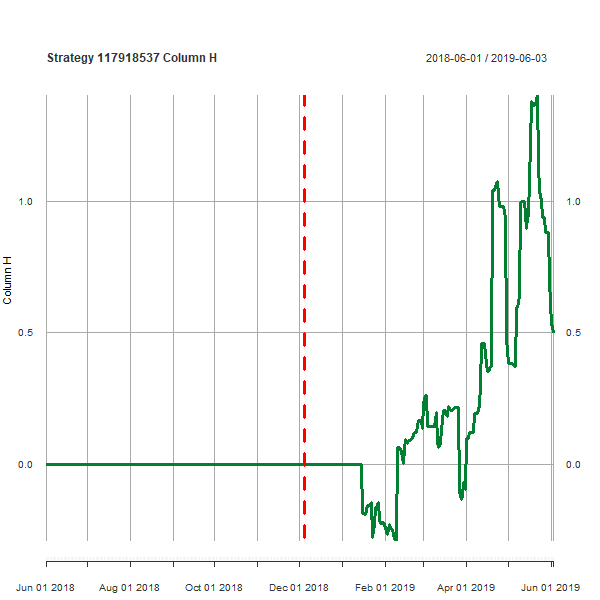 Strategy 117918537 Column H 2018-06-01 / 2019-06-03
1.0 1.0
Column H
0.5 0.5
0.0 0.0
Jun 01 2018 Aug 01 2018 Oct 01 2018 Dec 01 2018 Feb 01 2019 Apr 01 2019 Jun 01 2019